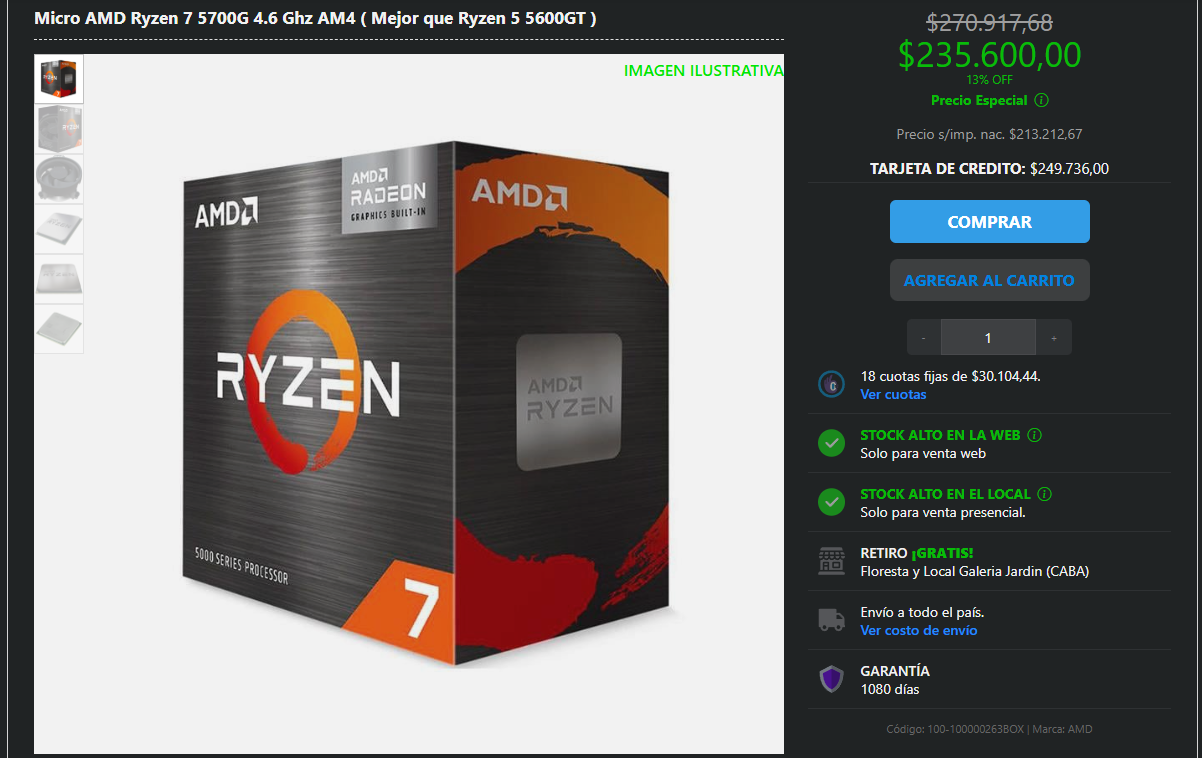 Micro AMD Ryzen 7 5700G 4.6 Ghz AM4 ( Mejor que Ryzen 5 5600GT )
IMAGEN ILUSTRATIVA
AMD
AMD
RADEON
GRAPHICS BUILT-IN
AMD
RYZEN
AMD
RYZEN
5000 SERIES PROCESSOR
7
$270.917,68
$235.600,00
13% OFF
Precio Especial
Precio s/imp. nac. $213.212,67
TARJETA DE CREDITO: $249.736,00
COMPRAR
AGREGAR AL CARRITO
- 1 +
18 cuotas fijas de $30.104,44.
Ver cuotas
STOCK ALTO EN LA WEB
Solo para venta web
STOCK ALTO EN EL LOCAL
Solo para venta presencial.
RETIRO ¡GRATIS!
Floresta y Local Galeria Jardin (CABA)
Envío a todo el país.
Ver costo de envío
GARANTÍA
1080 días
Código: 100-100000263BOX | Marca: AMD